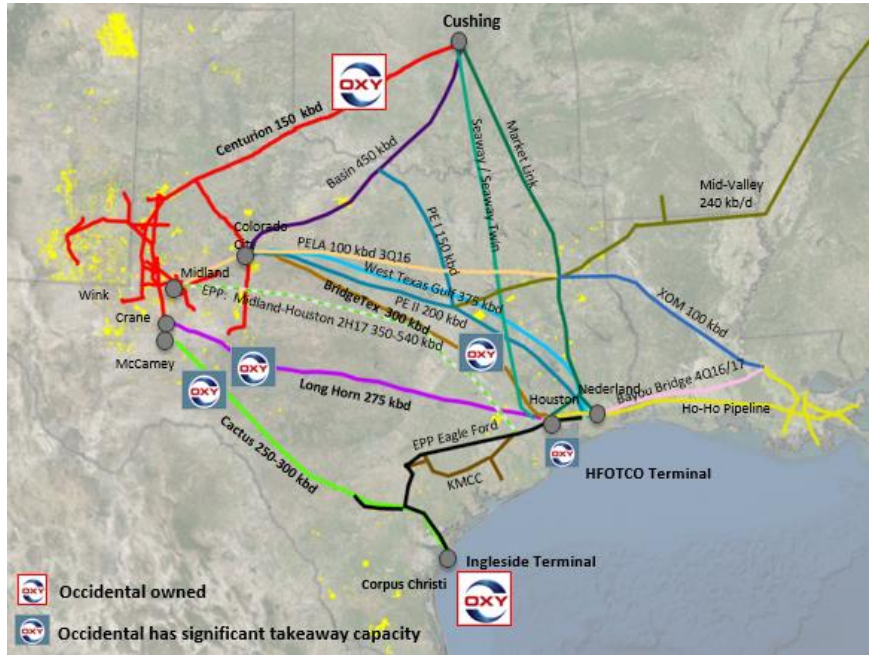 Cushing
OXY
Centurion 150 kbd
Basin 450 kbd
Seaway / Seaway Twin
Market Link
Mid-Valley
240 kb/d
PE I 150 kbd
Colorado
City
PELA 100 kbd 3Q16
West Texas Gulf 375 kbd
PE II 200 kbd
BridgeTex 300 kbd
XOM 100 kbd
Midland
Wink
EPP: Midland-Houston 2H17 350-540 kbd
Crane
McCamey
OXY
OXY
OXY
Long Horn 275 kbd
Cactus 250-300 kbd
Houston
Nederland
Bayou Bridge 4Q16/17
Ho-Ho Pipeline
EPP Eagle Ford
KMCC
OXY
HFOTCO Terminal
Ingleside Terminal
Corpus Christi
OXY
OXY
Occidental owned
OXY
Occidental has significant takeaway capacity